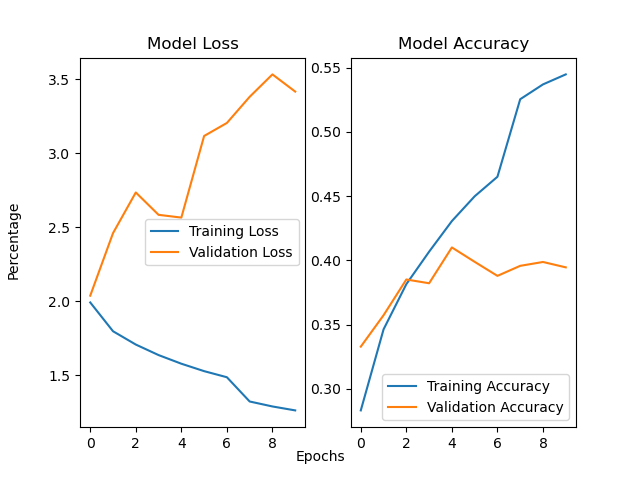 Model Loss
3.5
3.0
2.5
2.0
1.5
0 2 4 6 8
Training Loss
Validation Loss
Percentage
Model Accuracy
0.55
0.50
0.45
0.40
0.35
0.30
0 2 4 6 8
Training Accuracy
Validation Accuracy
Epochs